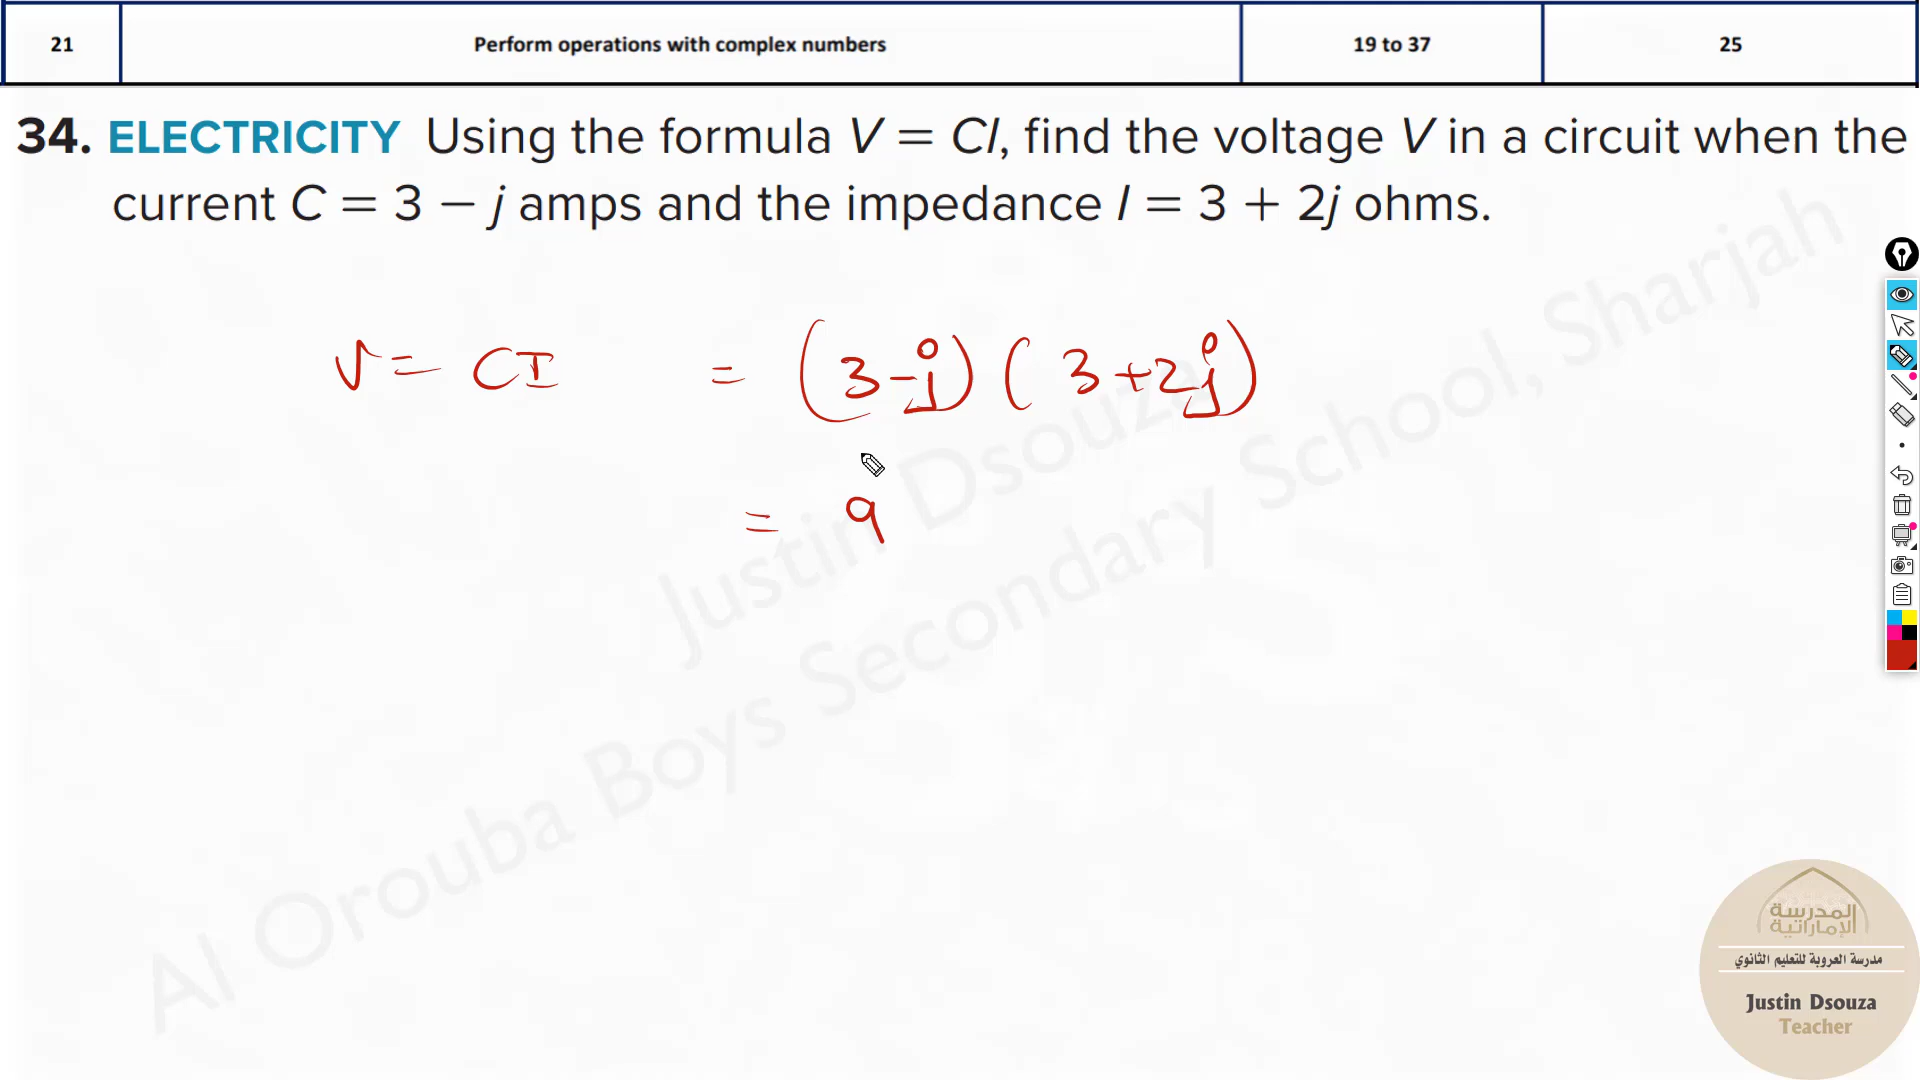 21 Perform operations with complex numbers 19 to 37 25
34. ELECTRICITY Using the formula V = CI, find the voltage V in a circuit when the
current C = 3 − j amps and the impedance I = 3 + 2j ohms.
V = CI = (3-j) (3+2j)
= 9
Justin Dsouza
Al Orouba Boys Secondary School, Sharjah
المدرسة
الإماراتية
مدرسة العروبة للتعليم الثانوي
Justin Dsouza
Teacher